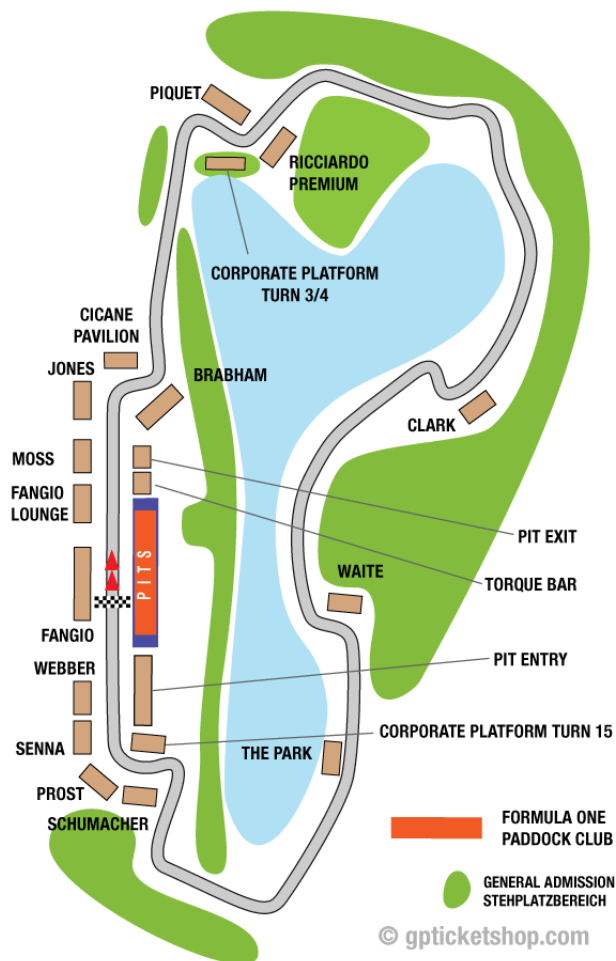 PIQUET
RICCIARDO
PREMIUM
CORPORATE PLATFORM
TURN 3/4
CICANE
PAVILION
JONES
BRABHAM
CLARK
MOSS
FANGIO
LOUNGE
PIT EXIT
PITS
WAITE
TORQUE BAR
FANGIO
WEBBER
PIT ENTRY
SENNA
THE PARK
CORPORATE PLATFORM TURN 15
PROST
SCHUMACHER
FORMULA ONE
PADDOCK CLUB
GENERAL ADMISSION
STEHPLATZBEREICH
© gpticketshop.com